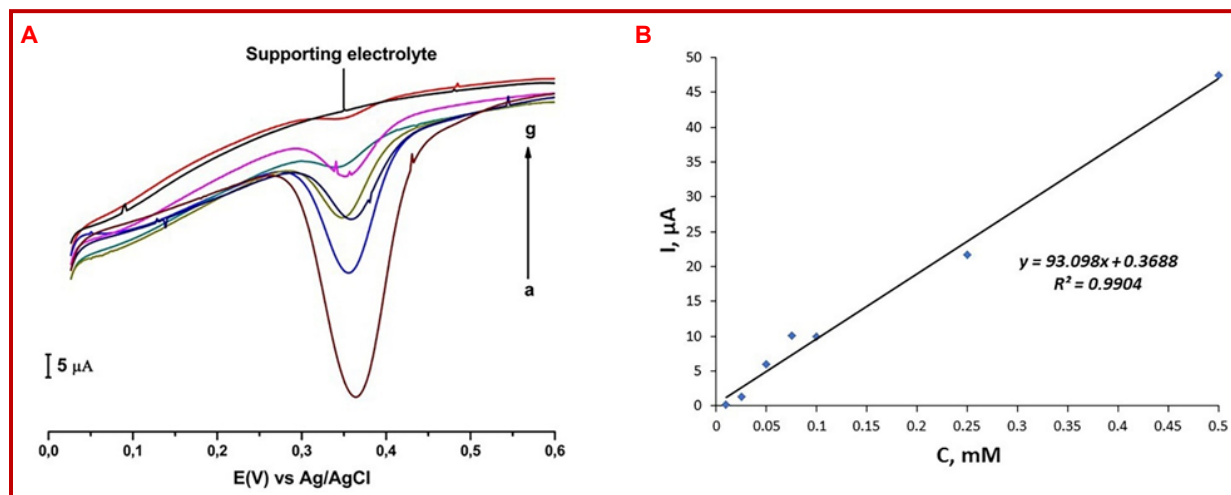 A
Supporting electrolyte
g
a
5 μA
0,0 0,1 0,2 0,3 0,4 0,5 0,6
E(V) vs Ag/AgCl
B
50
45
40
35
30
25
20
15
10
5
0
I, μA
y = 93.098x + 0.3688
R² = 0.9904
0 0.05 0.1 0.15 0.2 0.25 0.3 0.35 0.4 0.45 0.5
C, mM